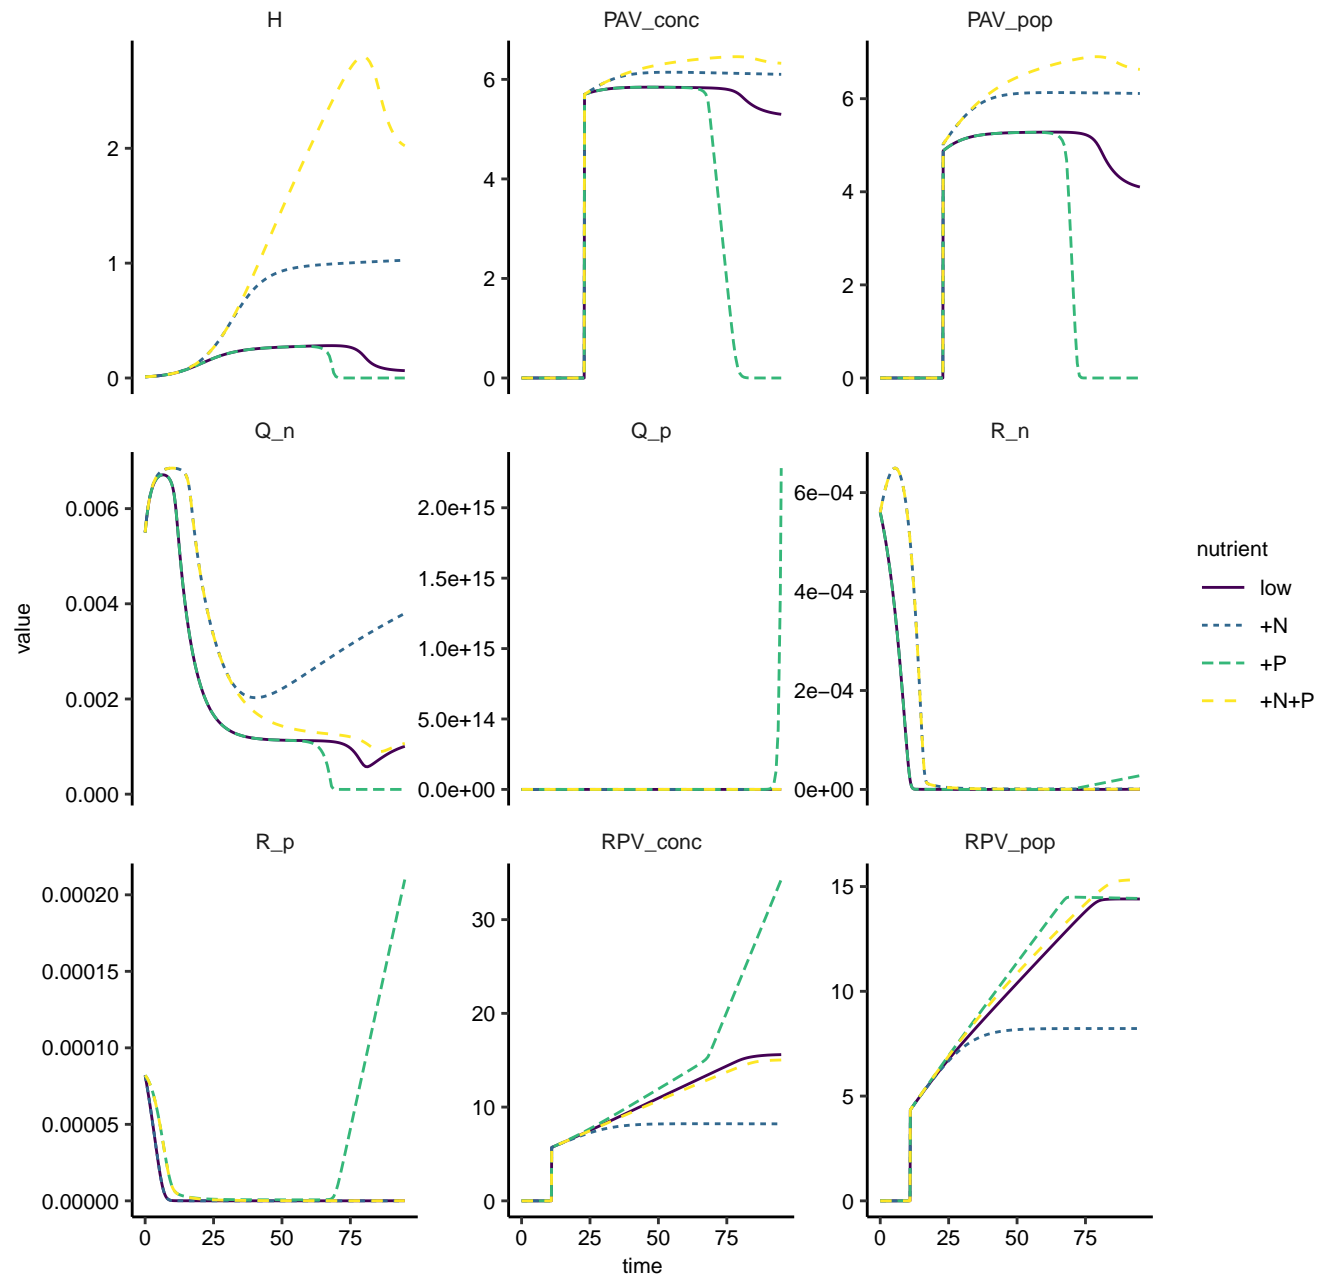 H
PAV_conc
PAV_pop
2
1
0
6
4
2
0
6
4
2
0
Q_n
Q_p
R_n
0.006
0.004
0.002
0.000
2.0e+15
1.5e+15
1.0e+15
5.0e+14
0.0e+00
6e−04
4e−04
2e−04
0e+00
R_p
RPV_conc
RPV_pop
0.00020
0.00015
0.00010
0.00005
0.00000
30
20
10
0
15
10
5
0
0 25 50 75
0 25 50 75
0 25 50 75
time
value
nutrient
low
+N
+P
+N+P